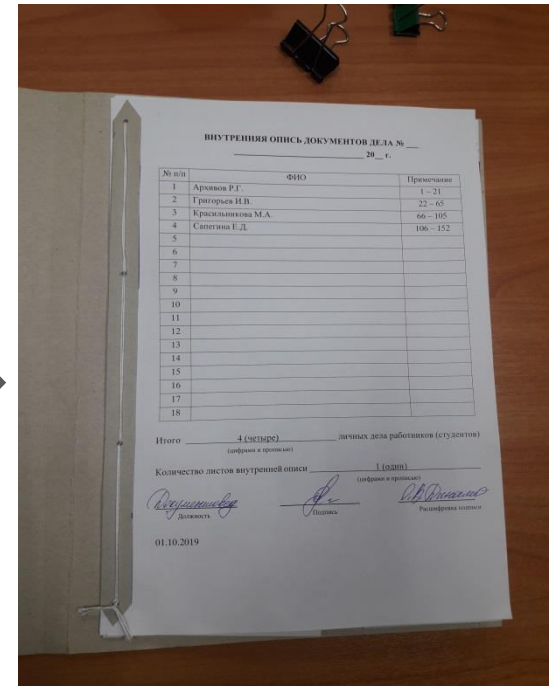 ВНУТРЕННЯЯ ОПИСЬ ДОКУМЕНТОВ ДЕЛА № ___
____________________ 20__ г.
№ п/п ФИО Примечание
1 Архивов Р.Г. 1 – 21
2 Григорьев И.В. 22 – 65
3 Красильникова М.А. 66 – 105
4 Сапегина Е.Д. 106 – 152
5
6
7
8
9
10
11
12
13
14
15
16
17
18
Итого 4 (четыре) личных дела работников (студентов)
(цифрами и прописью)
Количество листов внутренней описи 1 (один)
(цифрами и прописью)
Документовед
Должность Подпись Расшифровка подписи
01.10.2019